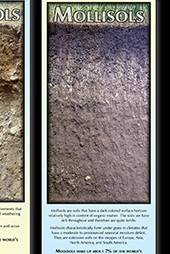 OLS
MOLLISOLS
Mollisols are soils that have a dark colored surface horizon
relatively high in content of organic matter. The soils are
base rich throughout and therefore are quite fertile.
Mollisols characteristically form under grass in climates that
have a moderate to pronounced seasonal moisture deficit.
They are extensive soils on the steppes of Europe, Asia,
North America, and South America.
MOLLISOLS MAKE UP ABOUT 7% OF THE WORLD'S
ronments that
f weathering
and occur
WORLD'S